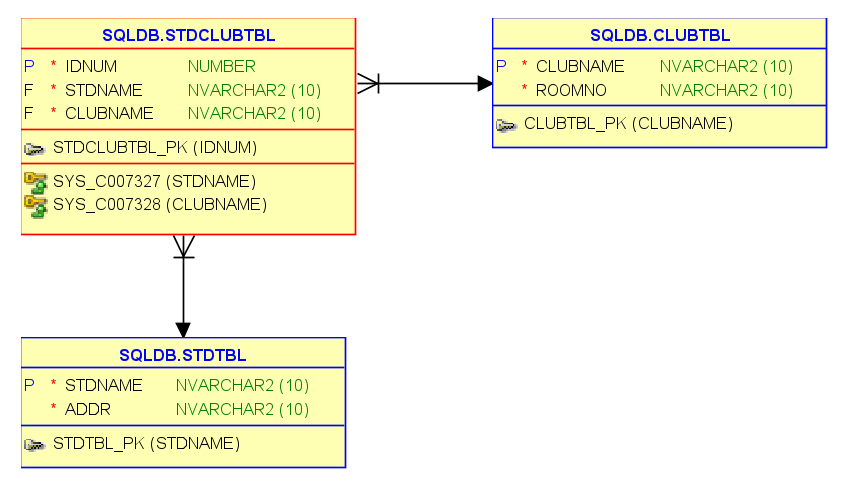 SQLDB.STDCLUBTBL
P * IDNUM NUMBER
F * STDNAME NVARCHAR2 (10)
F * CLUBNAME NVARCHAR2 (10)
STDCLUBTBL_PK (IDNUM)
SYS_C007327 (STDNAME)
SYS_C007328 (CLUBNAME)
SQLDB.CLUBTBL
P * CLUBNAME NVARCHAR2 (10)
* ROOMNO NVARCHAR2 (10)
CLUBTBL_PK (CLUBNAME)
SQLDB.STDTBL
P * STDNAME NVARCHAR2 (10)
* ADDR NVARCHAR2 (10)
STDTBL_PK (STDNAME)